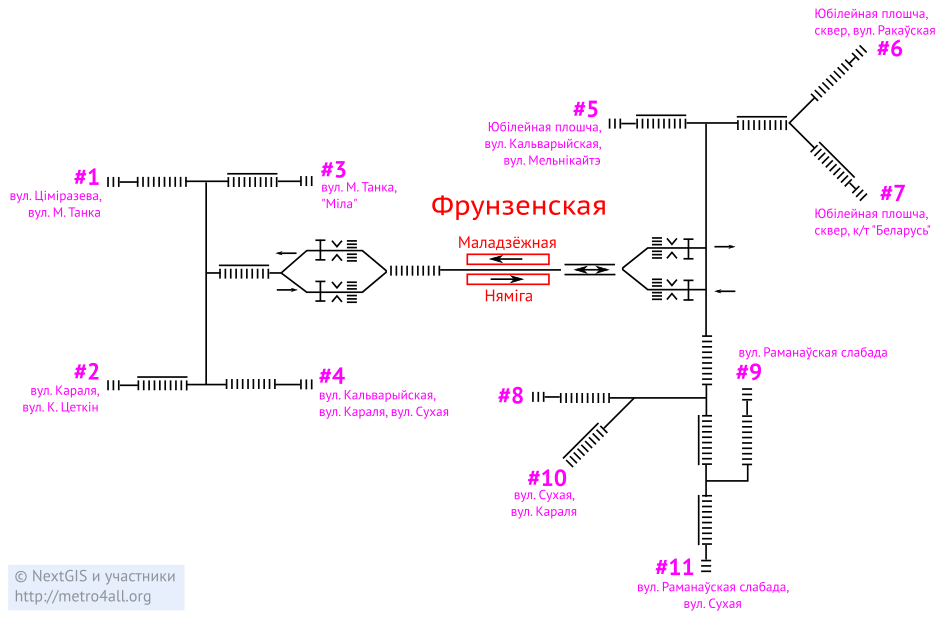 Юбілейная плошча,
сквер, вул. Ракаўская
#6
#5
Юбілейная плошча,
вул. Кальварыйская,
вул. Мельнікайтэ
#1
вул. Ціміразева,
вул. М. Танка
#3
вул. М. Танка,
"Міла"
#7
Юбілейная плошча,
сквер, к/т "Беларусь"
Фрунзенская
Маладзёжная
Няміга
#2
вул. Караля,
вул. К. Цеткін
#4
вул. Кальварыйская,
вул. Караля, вул. Сухая
вул. Раманаўская слабада
#9
#8
#10
вул. Сухая,
вул. Караля
#11
вул. Раманаўская слабада,
вул. Сухая
© NextGIS и участники
http://metro4all.org